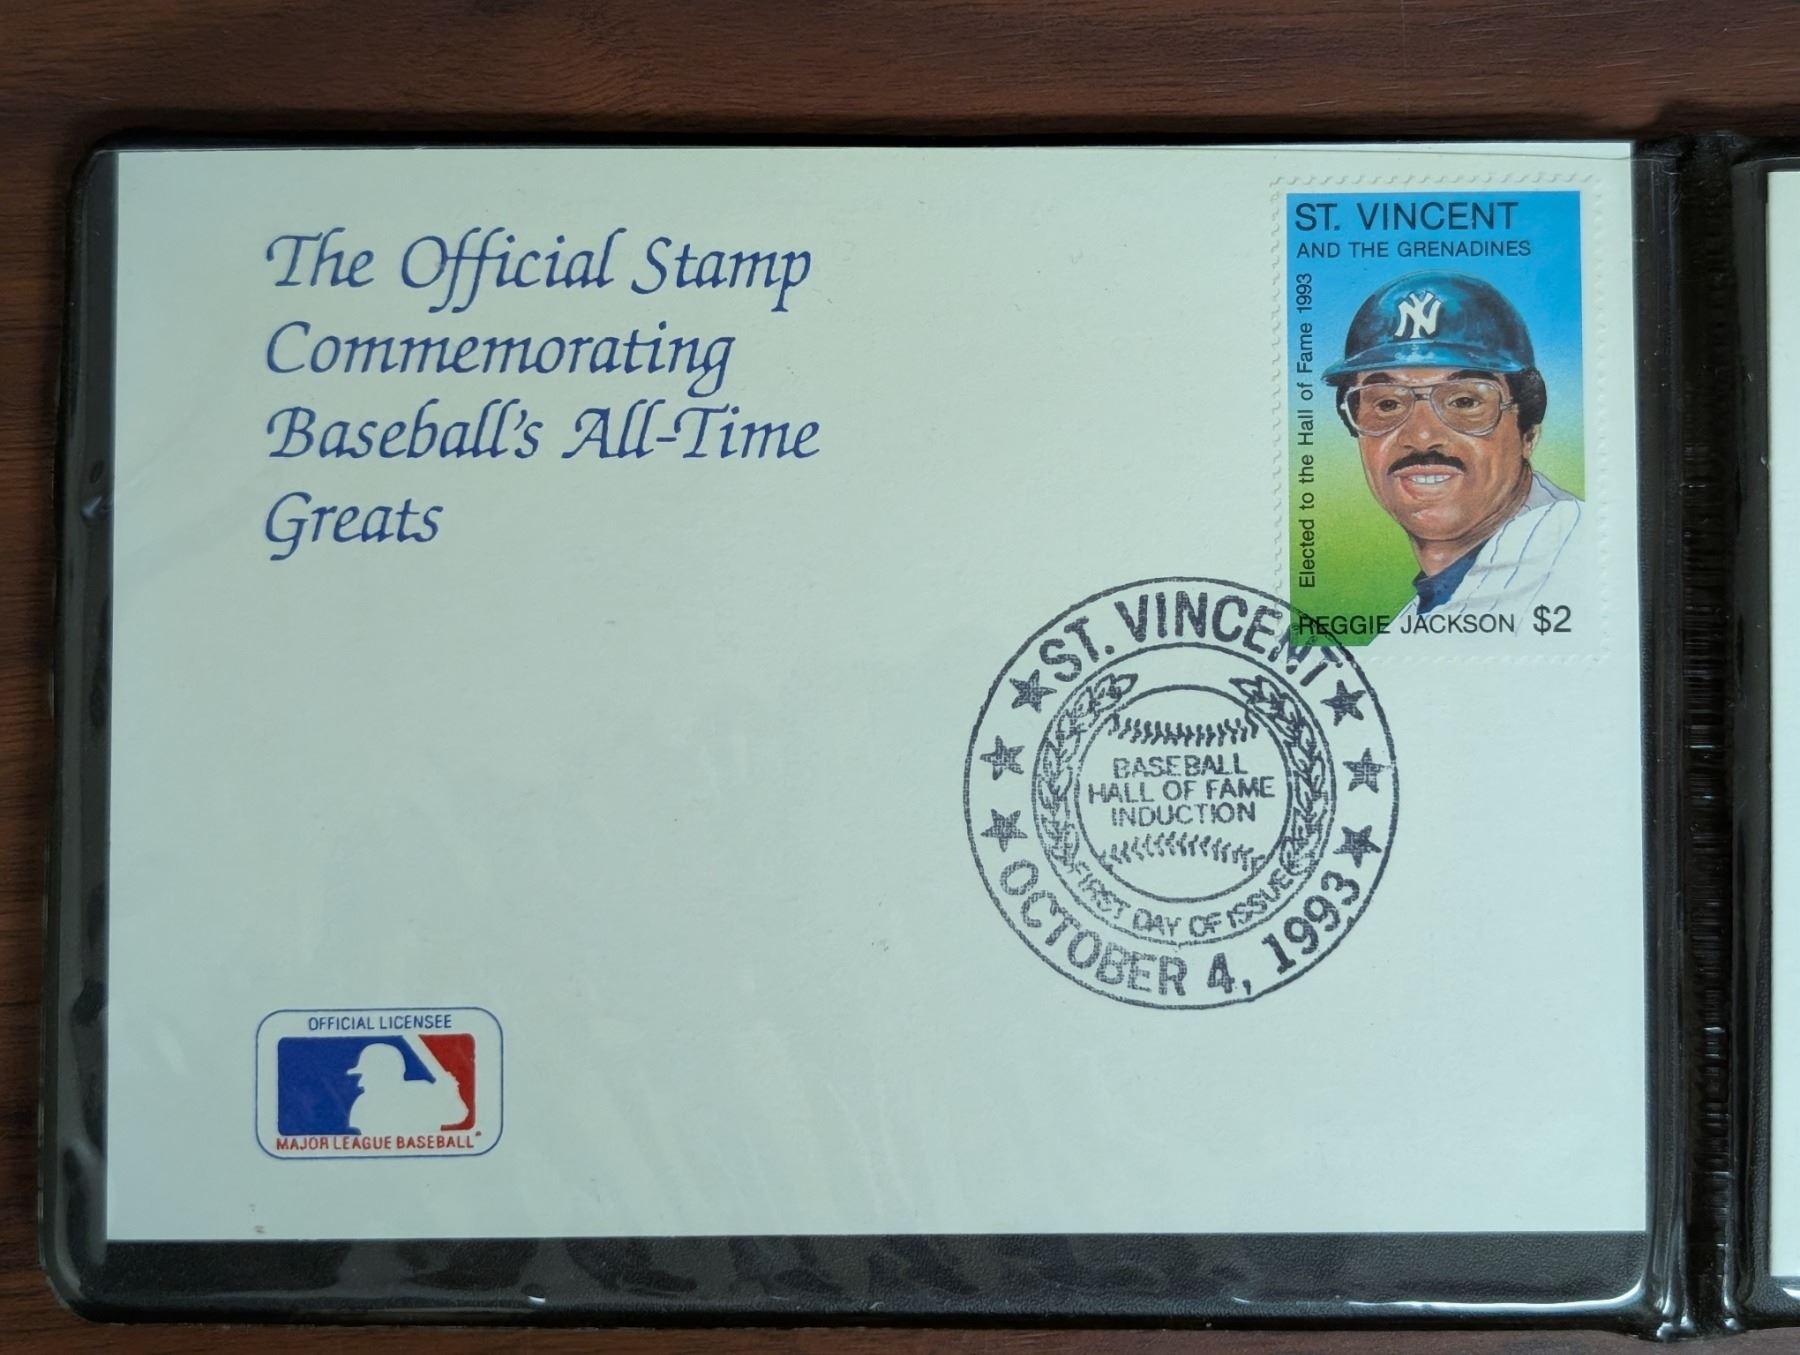 The Official Stamp
Commemorating
Baseball's All-Time
Greats
ST. VINCENT
AND THE GRENADINES
Elected to the Hall of Fame 1993
NY
REGGIE JACKSON $2
ST. VINCENT
BASEBALL
HALL OF FAME
INDUCTION
FIRST DAY OF ISSUE
OCTOBER 4, 1993
OFFICIAL LICENSEE
MAJOR LEAGUE BASEBALL